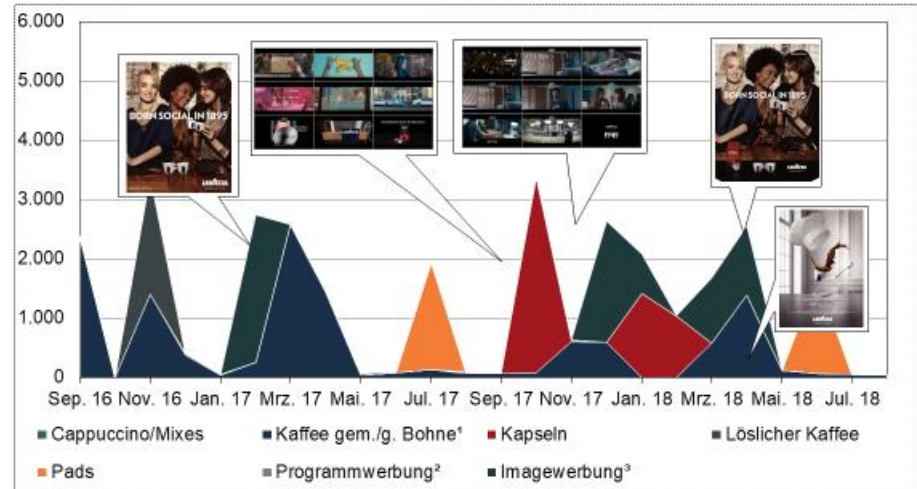 6.000
5.000
4.000
3.000
2.000
1.000
0
BORN SOCIAL IN 1895
LAVAZZA
BORN SOCIAL IN 1895
LAVAZZA
Sep. 16 Nov. 16 Jan. 17 Mrz. 17 Mai. 17 Jul. 17 Sep. 17 Nov. 17 Jan. 18 Mrz. 18 Mai. 18 Jul. 18
Cappuccino/Mixes Kaffee gem./g. Bohne¹ Kapseln Löslicher Kaffee
Pads Programmwerbung² Imagewerbung³